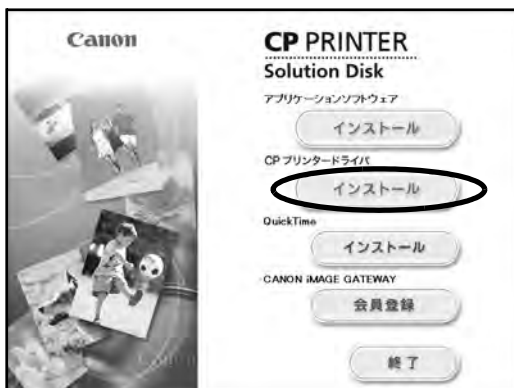 Canon
CP PRINTER
Solution Disk
アプリケーションソフトウェア
インストール
CP プリンタードライバ
インストール
QuickTime
インストール
CANON iMAGE GATEWAY
会員登録
終了
Canon